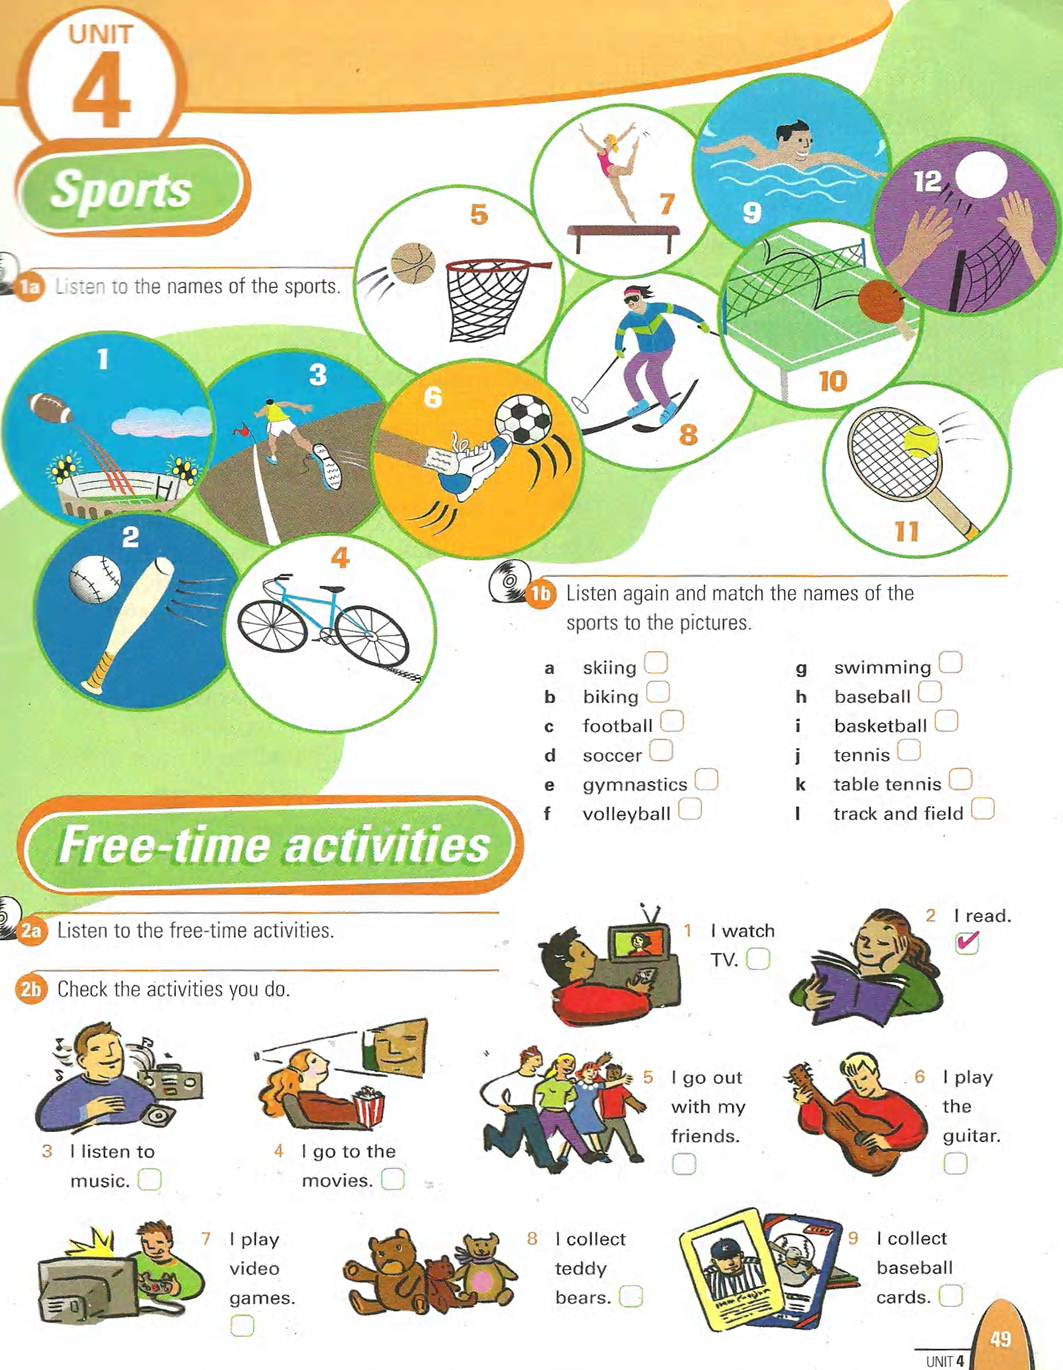 UNIT
4
Sports
1a Listen to the names of the sports.
1
2
3
4
5
6
7
8
9
10
11
12
1b Listen again and match the names of the
sports to the pictures.
a skiing
b biking
c football
d soccer
e gymnastics
f volleyball
g swimming
h baseball
i basketball
j tennis
k table tennis
l track and field
Free-time activities
2a Listen to the free-time activities.
2b Check the activities you do.
1 I watch
TV.
2 I read.
3 I listen to
music.
4 I go to the
movies.
5 I go out
with my
friends.
6 I play
the
guitar.
7 I play
video
games.
8 I collect
teddy
bears.
9 I collect
baseball
cards.
UNIT 4
49